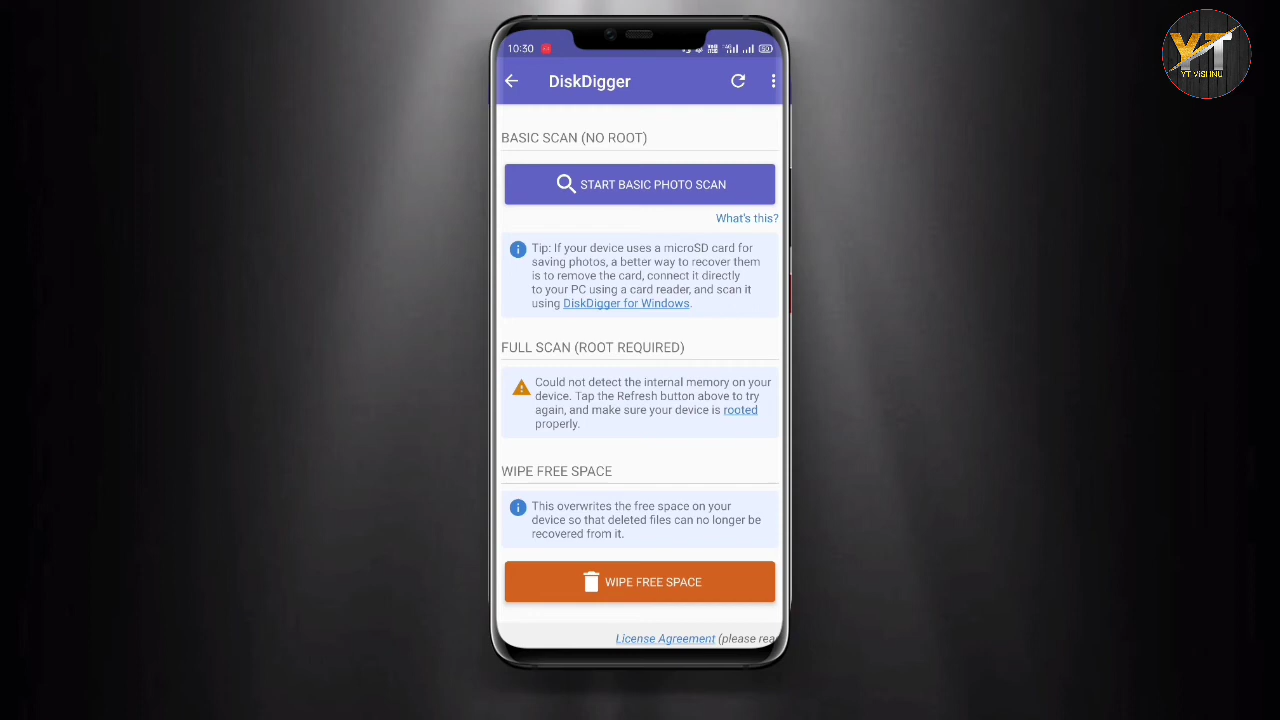 10:30
DiskDigger
BASIC SCAN (NO ROOT)
START BASIC PHOTO SCAN
What's this?
Tip: If your device uses a microSD card for
saving photos, a better way to recover them
is to remove the card, connect it directly
to your PC using a card reader, and scan it
using DiskDigger for Windows.
FULL SCAN (ROOT REQUIRED)
Could not detect the internal memory on your
device. Tap the Refresh button above to try
again, and make sure your device is rooted
properly.
WIPE FREE SPACE
This overwrites the free space on your
device so that deleted files can no longer be
recovered from it.
WIPE FREE SPACE
License Agreement (please rea
YT
YT ViSHNU